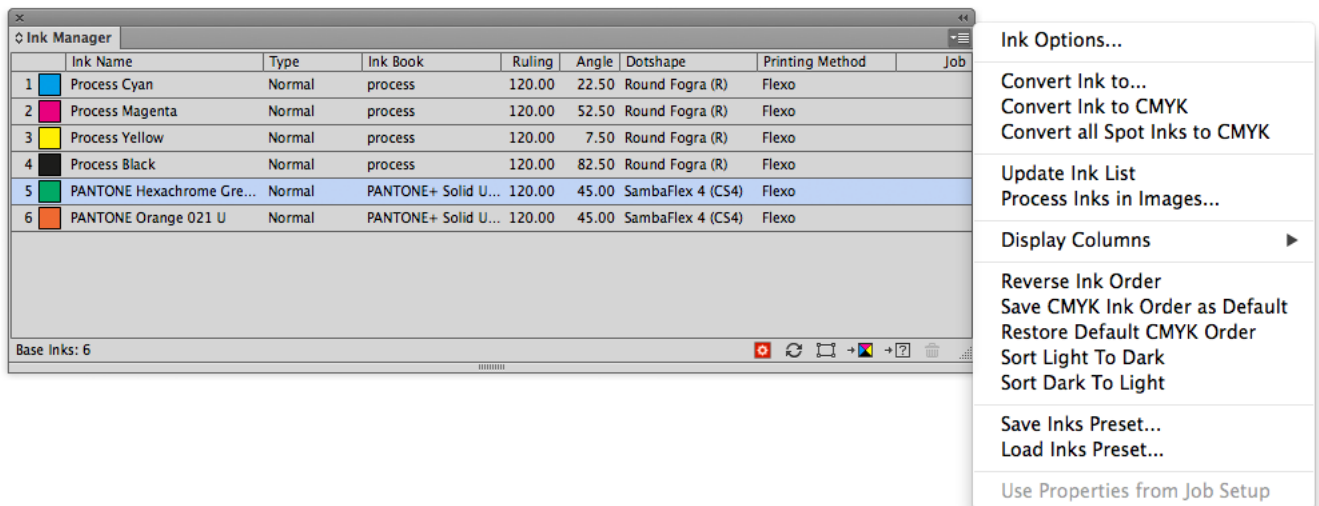 Ink Manager
Ink Name Type Ink Book Ruling Angle Dotshape Printing Method Job
1 Process Cyan Normal process 120.00 22.50 Round Fogra (R) Flexo
2 Process Magenta Normal process 120.00 52.50 Round Fogra (R) Flexo
3 Process Yellow Normal process 120.00 7.50 Round Fogra (R) Flexo
4 Process Black Normal process 120.00 82.50 Round Fogra (R) Flexo
5 PANTONE Hexachrome Gre... Normal PANTONE+ Solid U... 120.00 45.00 SambaFlex 4 (CS4) Flexo
6 PANTONE Orange 021 U Normal PANTONE+ Solid U... 120.00 45.00 SambaFlex 4 (CS4) Flexo
Base Inks: 6
Ink Options...
Convert Ink to...
Convert Ink to CMYK
Convert all Spot Inks to CMYK
Update Ink List
Process Inks in Images...
Display Columns
Reverse Ink Order
Save CMYK Ink Order as Default
Restore Default CMYK Order
Sort Light To Dark
Sort Dark To Light
Save Inks Preset...
Load Inks Preset...
Use Properties from Job Setup